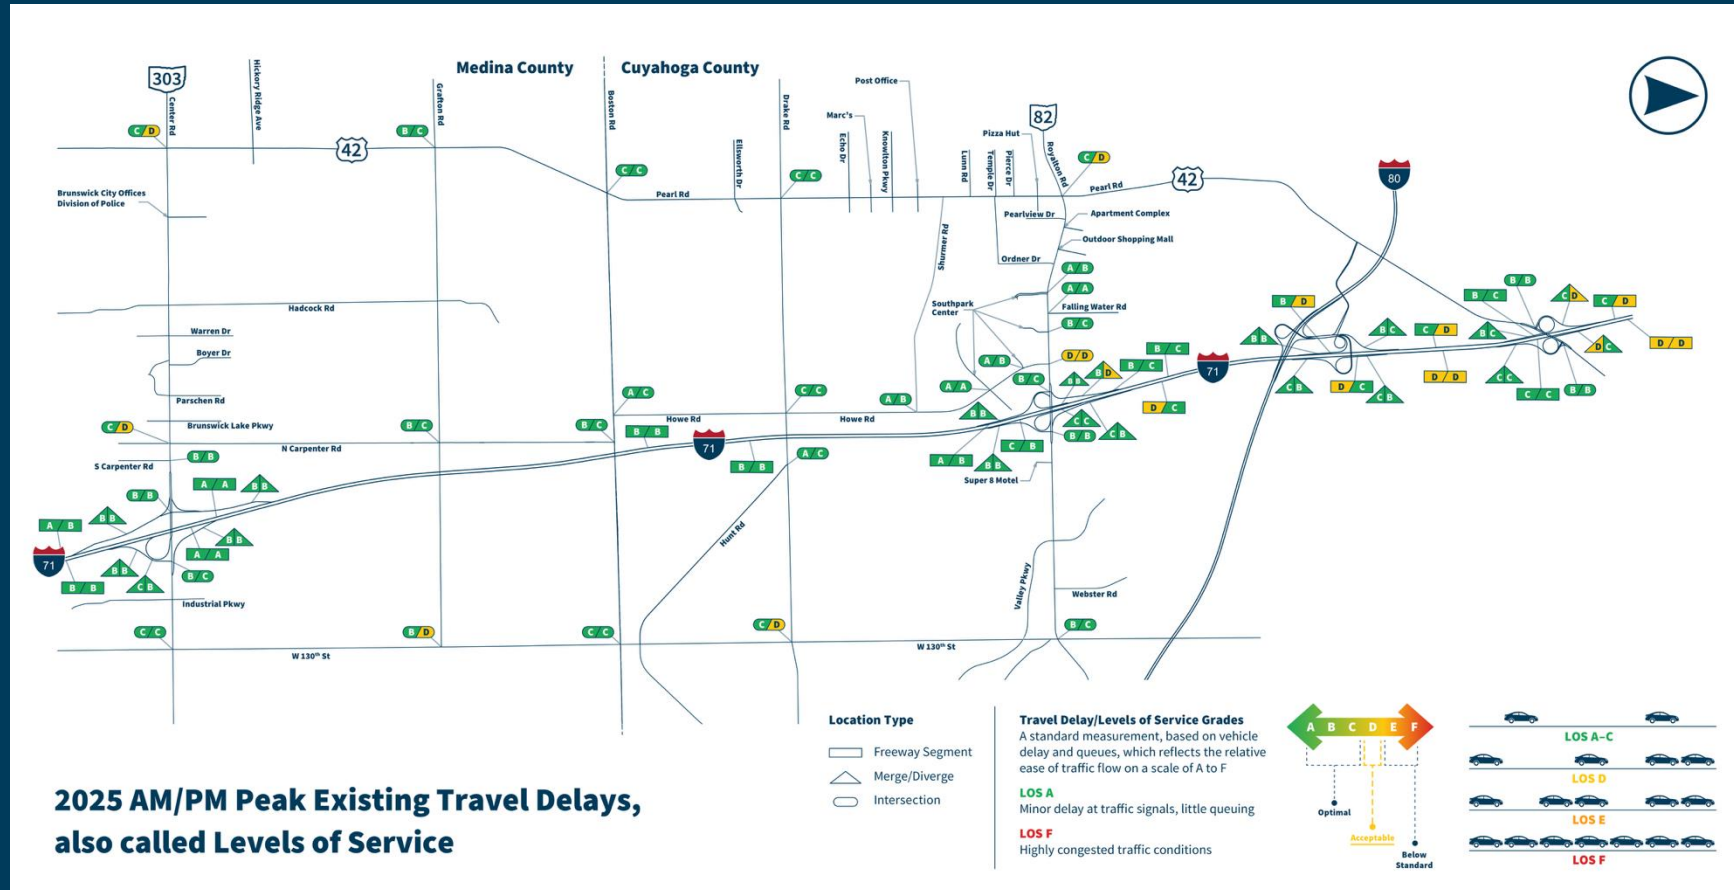 Medina County
Cuyahoga County
303
Center Rd
Hickory Ridge Ave
Grafton Rd
Boston Rd
Drake Rd
Post Office
Marc's
Echo Dr
Knowlton Pkwy
Ellsworth Dr
82
Pizza Hut
Royalton Rd
Lunn Rd
Temple Dr
Pierce Dr
C/D
B/C
42
C/C
C/C
C/D
80
Pearl Rd
Pearl Rd
42
Brunswick City Offices
Division of Police
Pearlview Dr
Apartment Complex
Outdoor Shopping Mall
Shurmer Rd
Ordner Dr
A/B
A/A
Falling Water Rd
Southpark
Center
B/C
Hadcock Rd
Warren Dr
Boyer Dr
Parschen Rd
Brunswick Lake Pkwy
B/D
B/C
B/B
C D
C/D
B B
B C
C/D
B C
D/D
D C
D/D
A/B
B/B
B D
B/C
B/C
71
C B
D/C
C B
D/D
C C
C/C
B/B
A/C
C/C
A/B
A/A
B/C
D/C
Howe Rd
Howe Rd
B B
C C
C/D
B/C
B/C
B/B
N Carpenter Rd
71
B/B
C/B
C B
S Carpenter Rd
B/B
B/B
A/C
A/B
B B
Super 8 Motel
A/A
B B
B/B
B B
A/B
B B
A/A
71
B/B
B B
C B
B/C
Hunt Rd
Valley Pkwy
Webster Rd
Industrial Pkwy
C/C
B/D
C/C
C/D
B/C
W 130th St
W 130th St
2025 AM/PM Peak Existing Travel Delays,
also called Levels of Service
Location Type
Freeway Segment
Merge/Diverge
Intersection
Travel Delay/Levels of Service Grades
A standard measurement, based on vehicle
delay and queues, which reflects the relative
ease of traffic flow on a scale of A to F
LOS A
Minor delay at traffic signals, little queuing
LOS F
Highly congested traffic conditions
A B C D E F
Optimal
Acceptable
Below
Standard
LOS A–C
LOS D
LOS E
LOS F